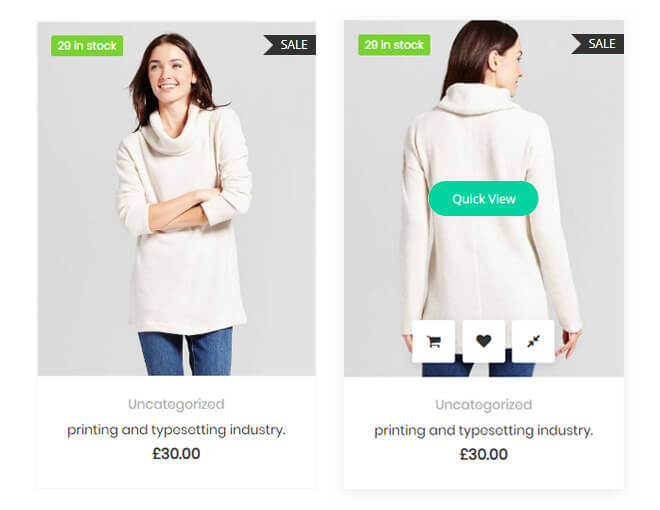 29 in stock
SALE
Uncategorized
printing and typesetting industry.
£30.00
29 in stock
SALE
Quick View
Uncategorized
printing and typesetting industry.
£30.00